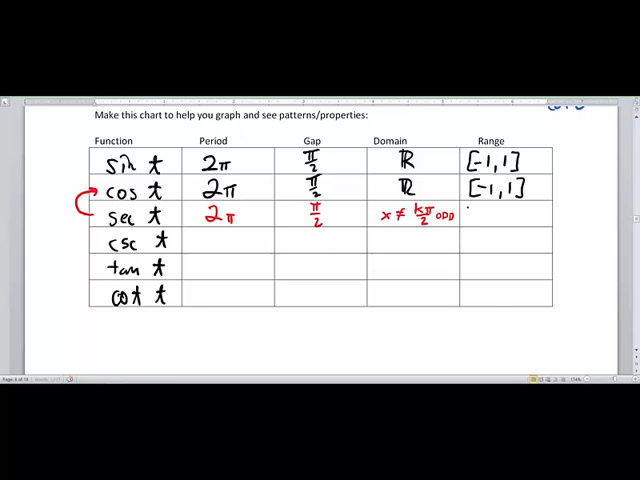 Make this chart to help you graph and see patterns/properties:
Function Period Gap Domain Range
sin t 2π π/2 ℝ [-1,1]
cos t 2π π/2 ℝ [-1,1]
sec t 2π π/2 x ≠ kπ/2 ODD
csc t
tan t
cot t